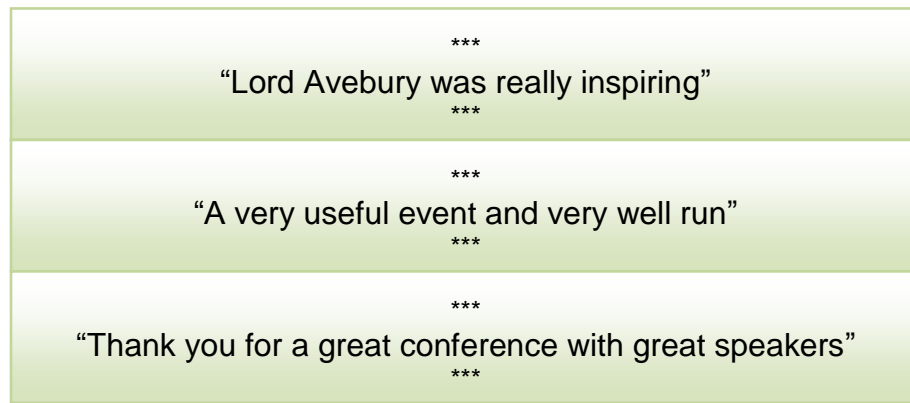 ***
“Lord Avebury was really inspiring”
***
***
“A very useful event and very well run”
***
***
“Thank you for a great conference with great speakers”
***